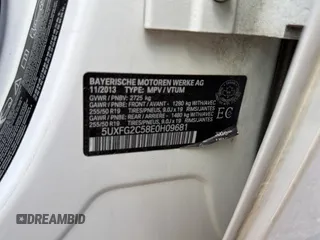 BAYERISCHE MOTOREN WERKE AG
11/2013 TYPE: MPV / VTUM
GVWR / PNBV: 2725 kg
GAWR / PNBE: FRONT / AVANT - 1280 kg WITH/AVEC
255/50 R19 TIRES/PNEUS, 9.0J x 19 RIMS/JANTES
GAWR / PNBE: REAR / ARRIERE - 1490 kg WITH/AVEC
255/50 R19 TIRES/PNEUS, 9.0J x 19
EC
5UXFG2C58E0H09681
DREAMBID